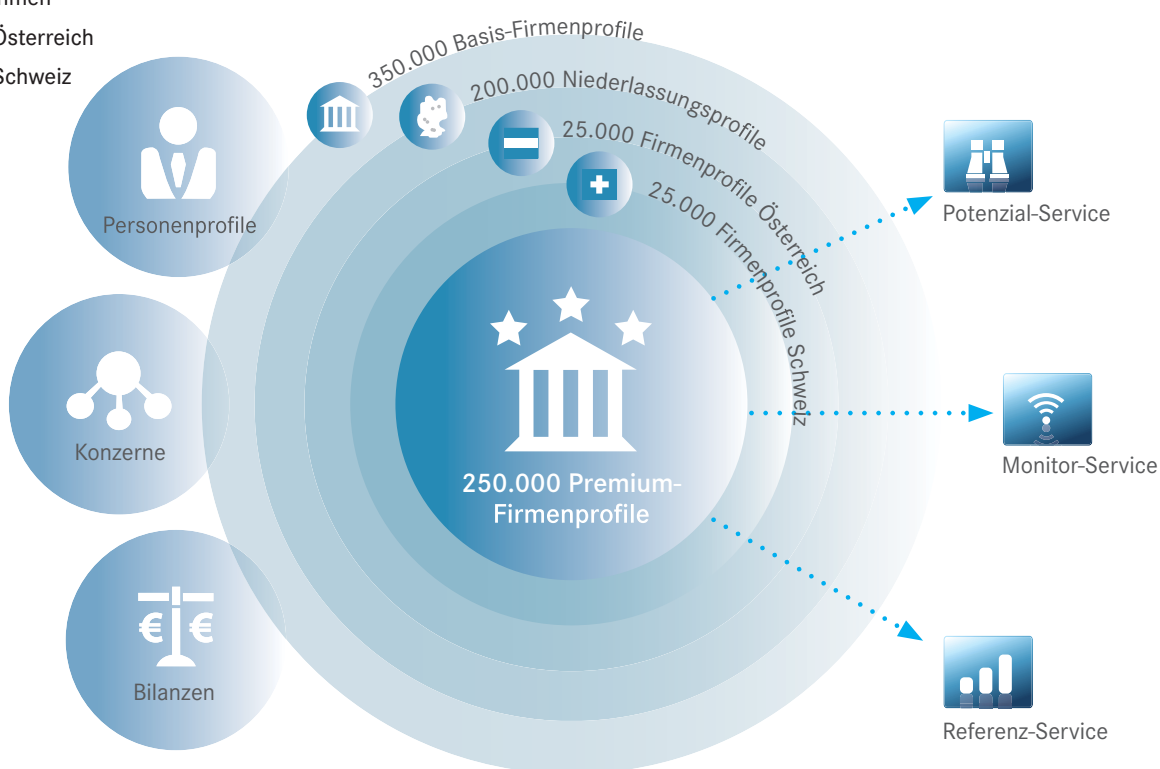 Österreich
Schweiz
350.000 Basis-Firmenprofile
200.000 Niederlassungsprofile
25.000 Firmenprofile Österreich
25.000 Firmenprofile Schweiz
Personenprofile
Konzerne
Bilanzen
250.000 Premium-
Firmenprofile
Potenzial-Service
Monitor-Service
Referenz-Service